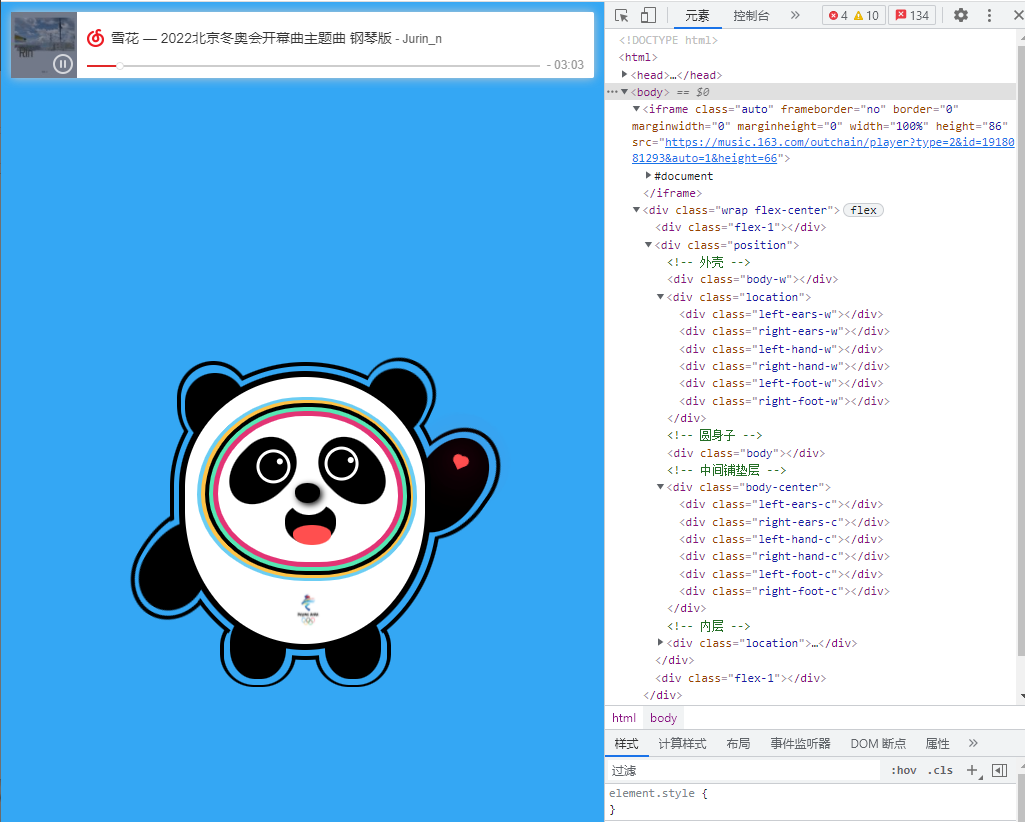 雪花 — 2022北京冬奥会开幕曲主题曲 钢琴版 - Jurin_n
- 03:03
元素
控制台
»
4
10
134
<!DOCTYPE html>
<html>
<head>…</head>
<body> == $0
<iframe class="auto" frameborder="no" border="0"
marginwidth="0" marginheight="0" width="100%" height="86"
src="https://music.163.com/outchain/player?type=2&id=19180
81293&auto=1&height=66">
#document
</iframe>
<div class="wrap flex-center"> flex
<div class="flex-1"></div>
<div class="position">
<!-- 外壳 -->
<div class="body-w"></div>
<div class="location">
<div class="left-ears-w"></div>
<div class="right-ears-w"></div>
<div class="left-hand-w"></div>
<div class="right-hand-w"></div>
<div class="left-foot-w"></div>
<div class="right-foot-w"></div>
</div>
<!-- 圆身子 -->
<div class="body"></div>
<!-- 中间铺垫层 -->
<div class="body-center">
<div class="left-ears-c"></div>
<div class="right-ears-c"></div>
<div class="left-hand-c"></div>
<div class="right-hand-c"></div>
<div class="left-foot-c"></div>
<div class="right-foot-c"></div>
</div>
<!-- 内层 -->
<div class="location">…</div>
</div>
<div class="flex-1"></div>
</div>
html body
样式 计算样式 布局 事件监听器 DOM 断点 属性 »
过滤 :hov .cls
element.style {
}